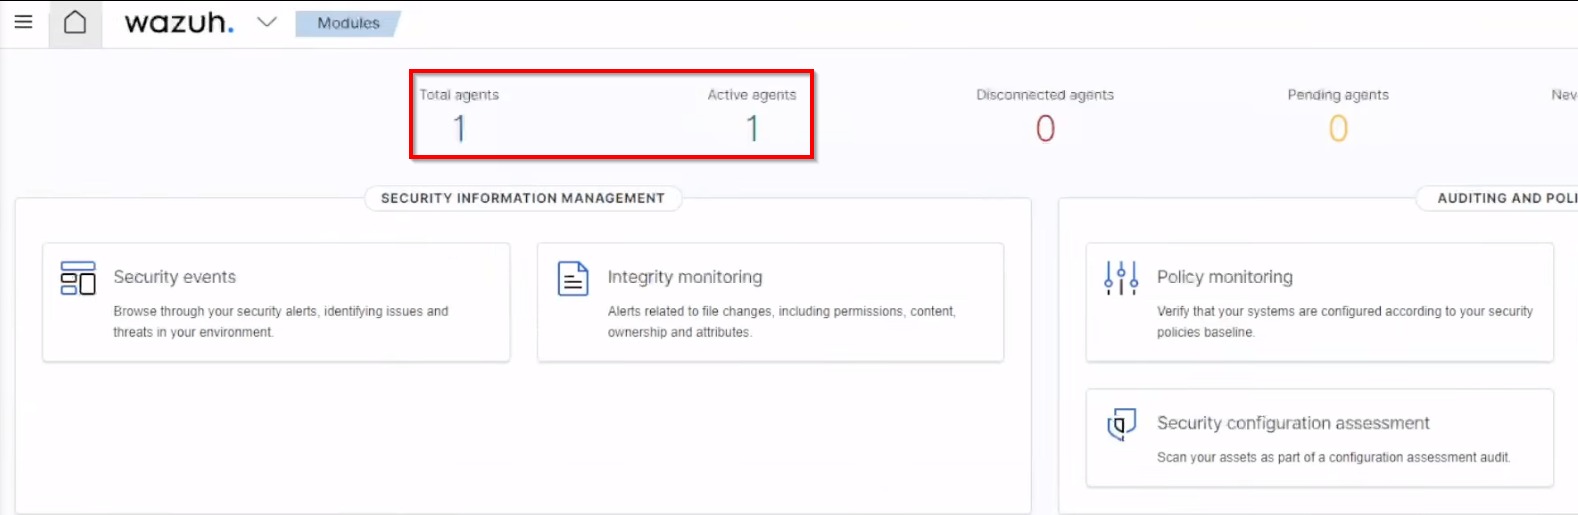 wazuh. Modules
Total agents Active agents Disconnected agents Pending agents Nev
1 1 0 0
SECURITY INFORMATION MANAGEMENT
Security events
Browse through your security alerts, identifying issues and
threats in your environment.
Integrity monitoring
Alerts related to file changes, including permissions, content,
ownership and attributes.
AUDITING AND POLI
Policy monitoring
Verify that your systems are configured according to your security
policies baseline.
Security configuration assessment
Scan your assets as part of a configuration assessment audit.